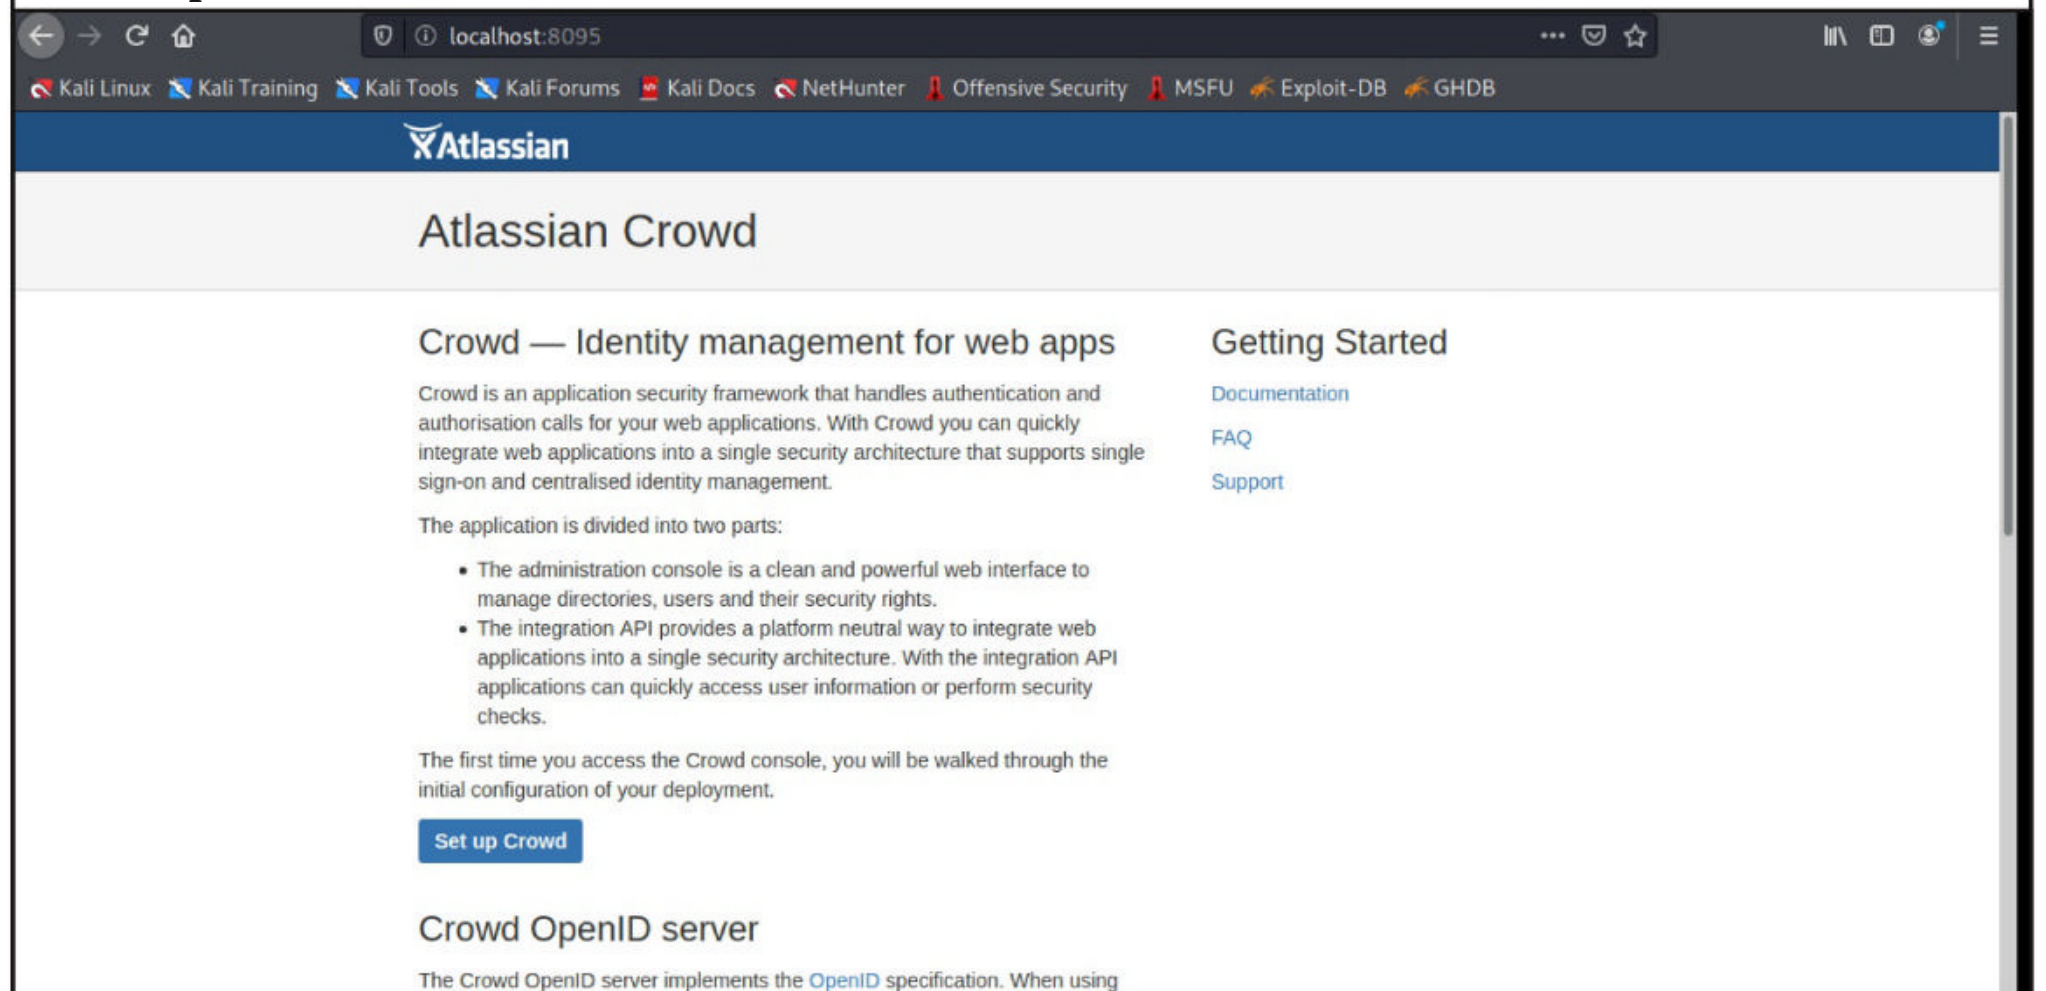 localhost:8095
Kali Linux Kali Training Kali Tools Kali Forums Kali Docs NetHunter Offensive Security MSFU Exploit-DB GHDB
Atlassian
Atlassian Crowd
Crowd — Identity management for web apps
Crowd is an application security framework that handles authentication and
authorisation calls for your web applications. With Crowd you can quickly
integrate web applications into a single security architecture that supports single
sign-on and centralised identity management.
The application is divided into two parts:
• The administration console is a clean and powerful web interface to
manage directories, users and their security rights.
• The integration API provides a platform neutral way to integrate web
applications into a single security architecture. With the integration API
applications can quickly access user information or perform security
checks.
The first time you access the Crowd console, you will be walked through the
initial configuration of your deployment.
Set up Crowd
Crowd OpenID server
The Crowd OpenID server implements the OpenID specification. When using
Getting Started
Documentation
FAQ
Support